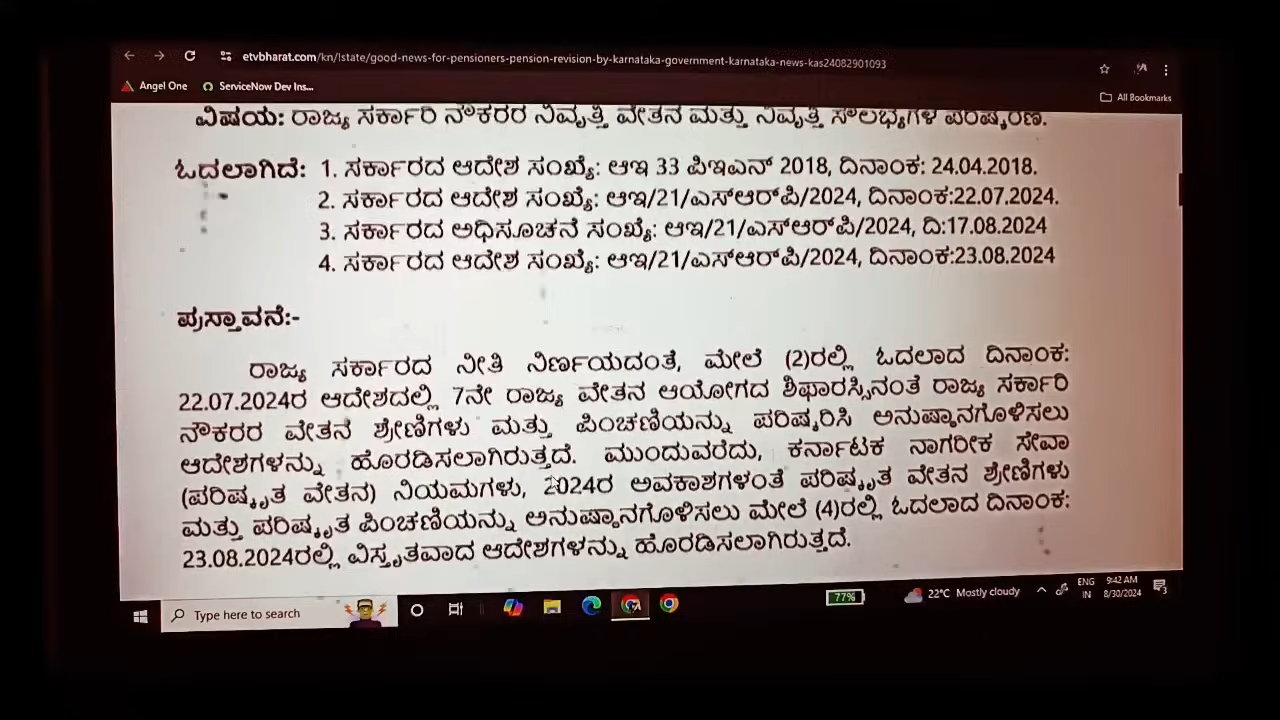 etvbharat.com/kn/!state/good-news-for-pensioners-pension-revision-by-karnataka-government-karnataka-news-kas24082901093
Angel One ServiceNow Dev Ins... All Bookmarks
ವಿಷಯ: ರಾಜ್ಯ ಸರ್ಕಾರಿ ನೌಕರರ ನಿವೃತ್ತಿ ವೇತನ ಮತ್ತು ನಿವೃತ್ತಿ ಸೌಲಭ್ಯಗಳ ಪರಿಷ್ಕರಣೆ.
ಓದಲಾಗಿದೆ: 1. ಸರ್ಕಾರದ ಆದೇಶ ಸಂಖ್ಯೆ: ಆಇ 33 ಪಿಇಎನ್ 2018, ದಿನಾಂಕ: 24.04.2018.
2. ಸರ್ಕಾರದ ಆದೇಶ ಸಂಖ್ಯೆ: ಆಇ/21/ಎಸ್ಆರ್‌ಪಿ/2024, ದಿನಾಂಕ:22.07.2024.
3. ಸರ್ಕಾರದ ಅಧಿಸೂಚನೆ ಸಂಖ್ಯೆ: ಆಇ/21/ಎಸ್ಆರ್‌ಪಿ/2024, ದಿ:17.08.2024
4. ಸರ್ಕಾರದ ಆದೇಶ ಸಂಖ್ಯೆ: ಆಇ/21/ಎಸ್ಆರ್‌ಪಿ/2024, ದಿನಾಂಕ:23.08.2024
ಪ್ರಸ್ತಾವನೆ:-
ರಾಜ್ಯ ಸರ್ಕಾರದ ನೀತಿ ನಿರ್ಣಯದಂತೆ, ಮೇಲೆ (2)ರಲ್ಲಿ ಓದಲಾದ ದಿನಾಂಕ:
22.07.2024ರ ಆದೇಶದಲ್ಲಿ 7ನೇ ರಾಜ್ಯ ವೇತನ ಆಯೋಗದ ಶಿಫಾರಸ್ಸಿನಂತೆ ರಾಜ್ಯ ಸರ್ಕಾರಿ
ನೌಕರರ ವೇತನ ಶ್ರೇಣಿಗಳು ಮತ್ತು ಪಿಂಚಣಿಯನ್ನು ಪರಿಷ್ಕರಿಸಿ ಅನುಷ್ಠಾನಗೊಳಿಸಲು
ಆದೇಶಗಳನ್ನು ಹೊರಡಿಸಲಾಗಿರುತ್ತದೆ. ಮುಂದುವರೆದು, ಕರ್ನಾಟಕ ನಾಗರೀಕ ಸೇವಾ
(ಪರಿಷ್ಕೃತ ವೇತನ) ನಿಯಮಗಳು, 2024ರ ಅವಕಾಶಗಳಂತೆ ಪರಿಷ್ಕೃತ ವೇತನ ಶ್ರೇಣಿಗಳು
ಮತ್ತು ಪರಿಷ್ಕೃತ ಪಿಂಚಣಿಯನ್ನು ಅನುಷ್ಠಾನಗೊಳಿಸಲು ಮೇಲೆ (4)ರಲ್ಲಿ ಓದಲಾದ ದಿನಾಂಕ:
23.08.2024ರಲ್ಲಿ ವಿಸ್ತೃತವಾದ ಆದೇಶಗಳನ್ನು ಹೊರಡಿಸಲಾಗಿರುತ್ತದೆ.
Type here to search 77% 22°C Mostly cloudy ENG IN 9:42 AM 8/30/2024 3